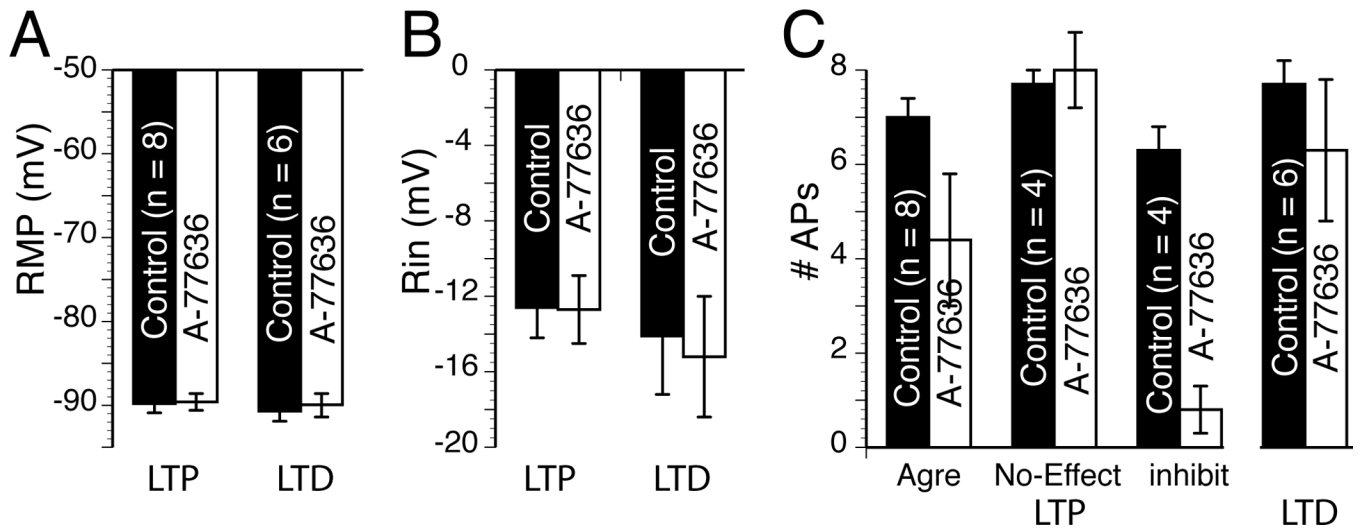 A
RMP (mV)
-50
-60
-70
-80
-90
Control (n = 8)
A-77636
Control (n = 6)
A-77636
LTP
LTD
B
Rin (mV)
0
-4
-8
-12
-16
-20
Control
A-77636
Control
A-77636
LTP
LTD
C
# APs
8
6
4
2
0
Control (n = 8)
A-77636
Control (n = 4)
A-77636
Control (n = 4)
A-77636
Control (n = 6)
A-77636
Agre
No-Effect
inhibit
LTP
LTD